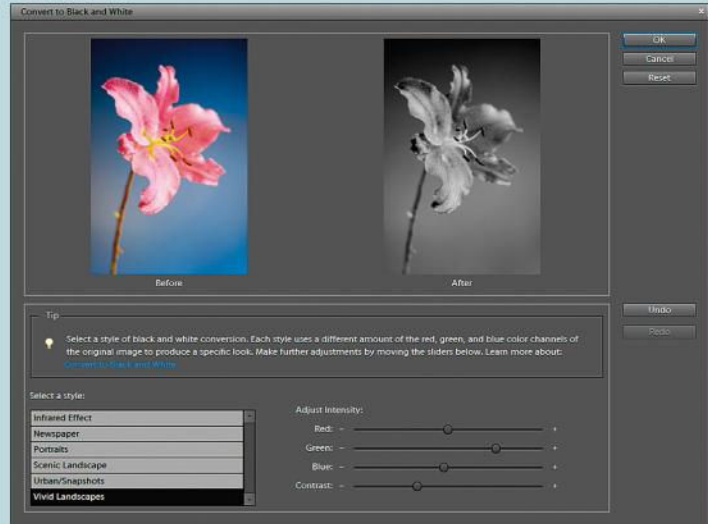 Convert to Black and White
×
OK
Cancel
Reset
Before
After
Tip
Select a style of black and white conversion. Each style uses a different amount of the red, green, and blue color channels of
the original image to produce a specific look. Make further adjustments by moving the sliders below. Learn more about:
Convert to Black and White
Undo
Redo
Select a style:
Infrared Effect
Newspaper
Portraits
Scenic Landscape
Urban/Snapshots
Vivid Landscapes
Adjust Intensity:
Red: - +
Green: - +
Blue: - +
Contrast: - +